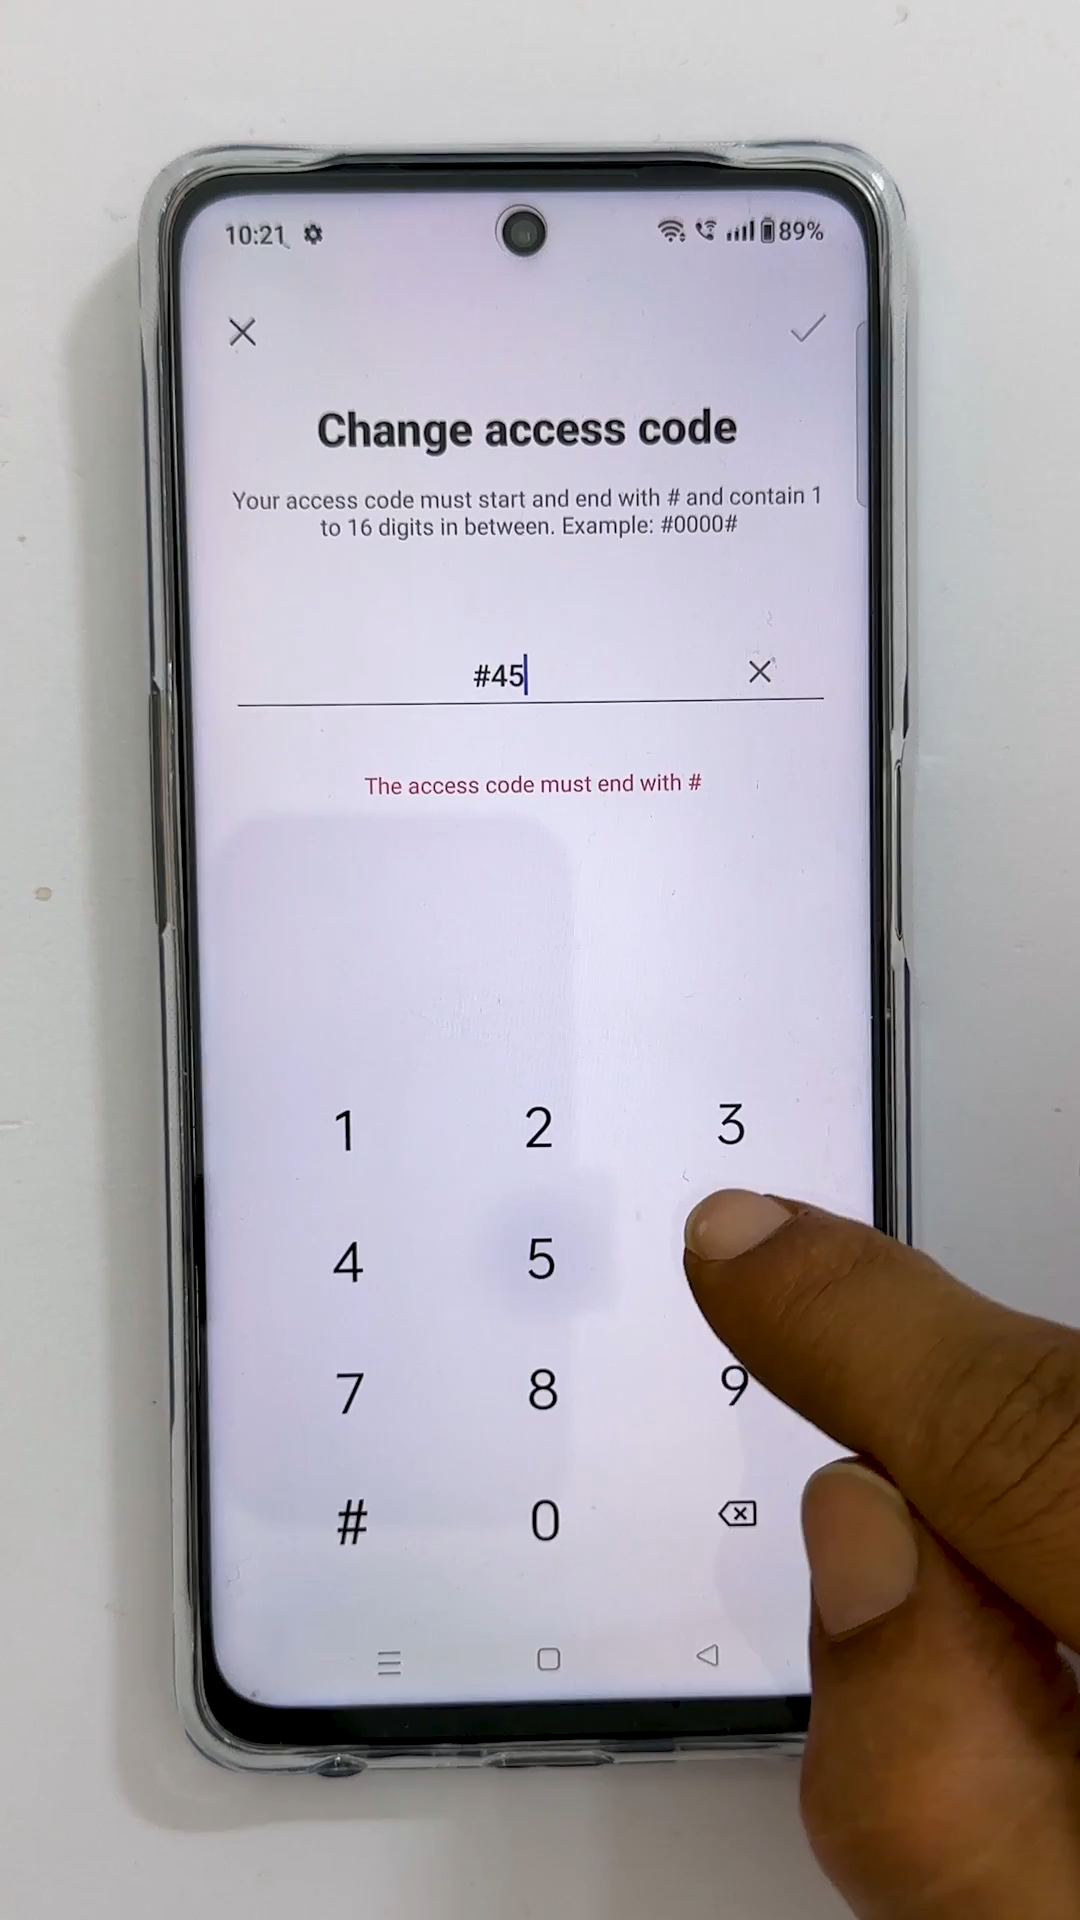 10:21 89%
Change access code
Your access code must start and end with # and contain 1
to 16 digits in between. Example: #0000#
#45
The access code must end with #
1 2 3
4 5
7 8 9
# 0